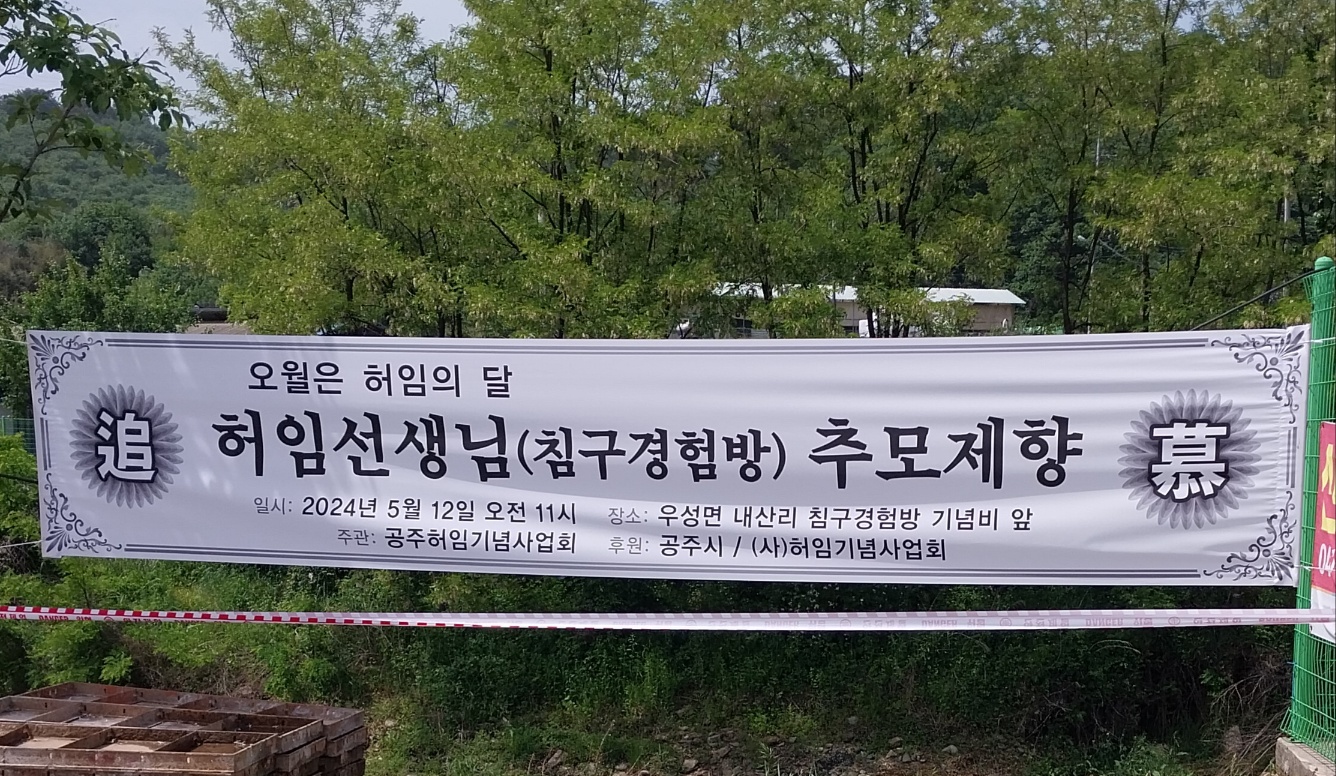 오월은 허임의 달
追 허임선생님(침구경험방) 추모제향 慕
일시: 2024년 5월 12일 오전 11시 장소: 우성면 내산리 침구경험방 기념비 앞
주관: 공주허임기념사업회 후원: 공주시 / (사)허임기념사업회
DANGER